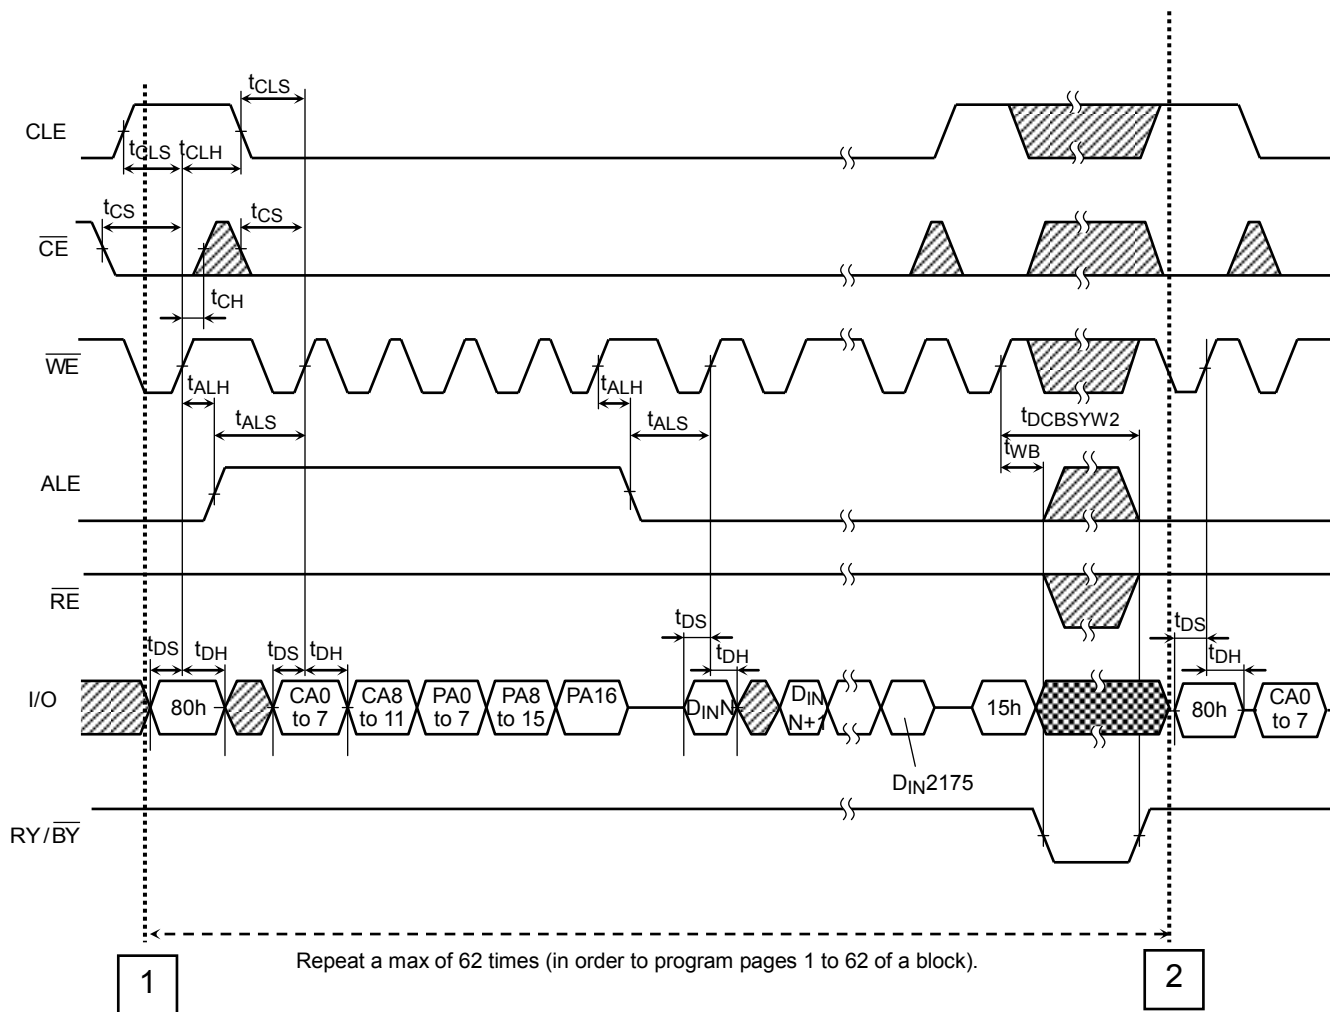 tCLS
CLE
tCLS tCLH
tCS tCS
CE
tCH
WE
tALH tALH
tALS tALS tDCBSYW2
tWB
ALE
RE
tDS tDH tDS tDH tDS tDH tDS tDH
I/O
80h
CA0 to 7
CA8 to 11
PA0 to 7
PA8 to 15
PA16
DIN N
DIN N+1
15h
80h
CA0 to 7
DIN2175
RY/BY
Repeat a max of 62 times (in order to program pages 1 to 62 of a block).
1
2